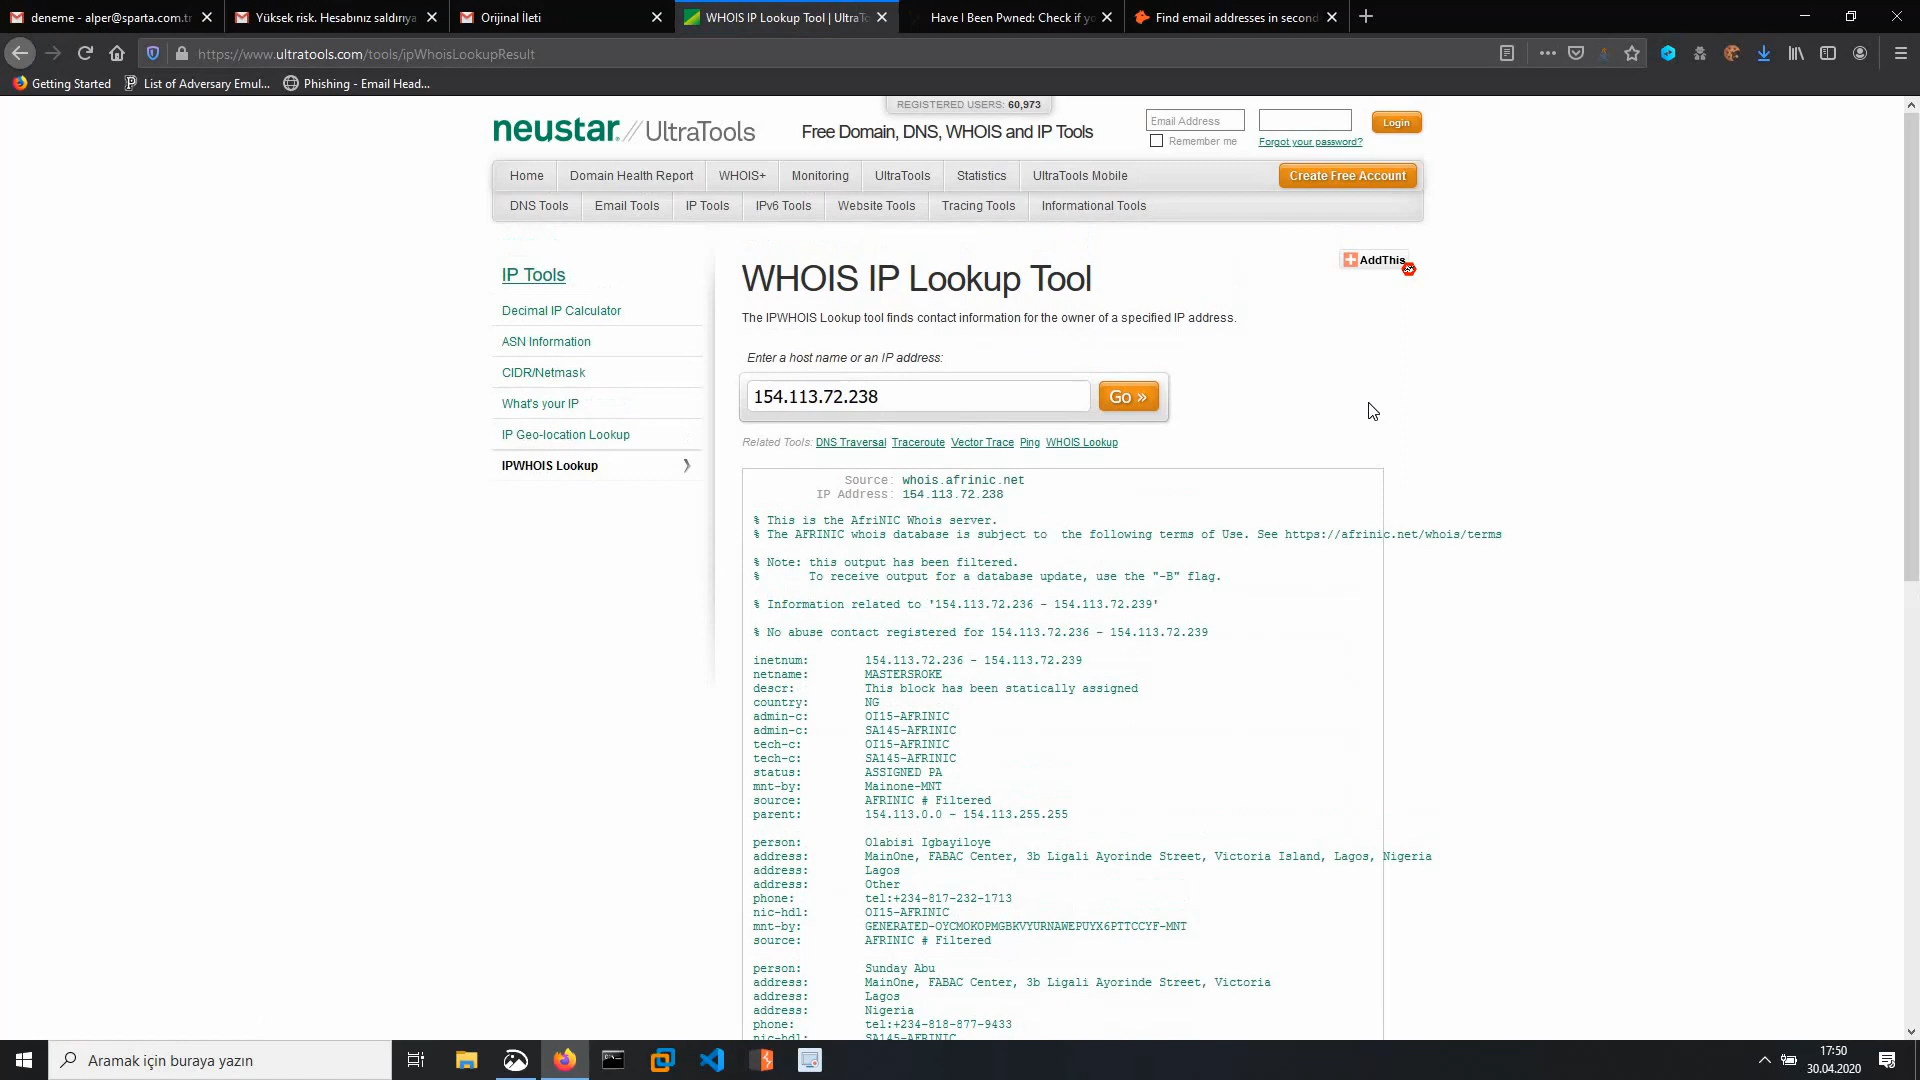 deneme - alper@sparta.com.tr
Yüksek risk. Hesabınız saldırıya
Orijinal İleti
WHOIS IP Lookup Tool | UltraTo
Have I Been Pwned: Check if yo
Find email addresses in second
https://www.ultratools.com/tools/ipWhoisLookupResult
Getting Started
List of Adversary Emul...
Phishing - Email Head...
REGISTERED USERS: 60,973
neustar // UltraTools
Free Domain, DNS, WHOIS and IP Tools
Email Address
Login
Remember me
Forgot your password?
Home
Domain Health Report
WHOIS+
Monitoring
UltraTools
Statistics
UltraTools Mobile
Create Free Account
DNS Tools
Email Tools
IP Tools
IPv6 Tools
Website Tools
Tracing Tools
Informational Tools
IP Tools
Decimal IP Calculator
ASN Information
CIDR/Netmask
What's your IP
IP Geo-location Lookup
IPWHOIS Lookup
AddThis
WHOIS IP Lookup Tool
The IPWHOIS Lookup tool finds contact information for the owner of a specified IP address.
Enter a host name or an IP address:
154.113.72.238
Go »
Related Tools: DNS Traversal Traceroute Vector Trace Ping WHOIS Lookup
Source: whois.afrinic.net
IP Address: 154.113.72.238
% This is the AfriNIC Whois server.
% The AFRINIC whois database is subject to  the following terms of Use. See https://afrinic.net/whois/terms
% Note: this output has been filtered.
%       To receive output for a database update, use the "-B" flag.
% Information related to '154.113.72.236 - 154.113.72.239'
% No abuse contact registered for 154.113.72.236 - 154.113.72.239
inetnum:        154.113.72.236 - 154.113.72.239
netname:        MASTERSROKE
descr:          This block has been statically assigned
country:        NG
admin-c:        OI15-AFRINIC
admin-c:        SA145-AFRINIC
tech-c:         OI15-AFRINIC
tech-c:         SA145-AFRINIC
status:         ASSIGNED PA
mnt-by:         Mainone-MNT
source:         AFRINIC # Filtered
parent:         154.113.0.0 - 154.113.255.255
person:         Olabisi Igbayiloye
address:        MainOne, FABAC Center, 3b Ligali Ayorinde Street, Victoria Island, Lagos, Nigeria
address:        Lagos
address:        Other
phone:          tel:+234-817-232-1713
nic-hdl:        OI15-AFRINIC
mnt-by:         GENERATED-OYCMOKOPMGBKVYURNAWEPUYX6PTTCCYF-MNT
source:         AFRINIC # Filtered
person:         Sunday Abu
address:        MainOne, FABAC Center, 3b Ligali Ayorinde Street, Victoria
address:        Lagos
address:        Nigeria
phone:          tel:+234-818-877-9433
nic-hdl:        SA145-AFRINIC
Aramak için buraya yazın
17:50
30.04.2020